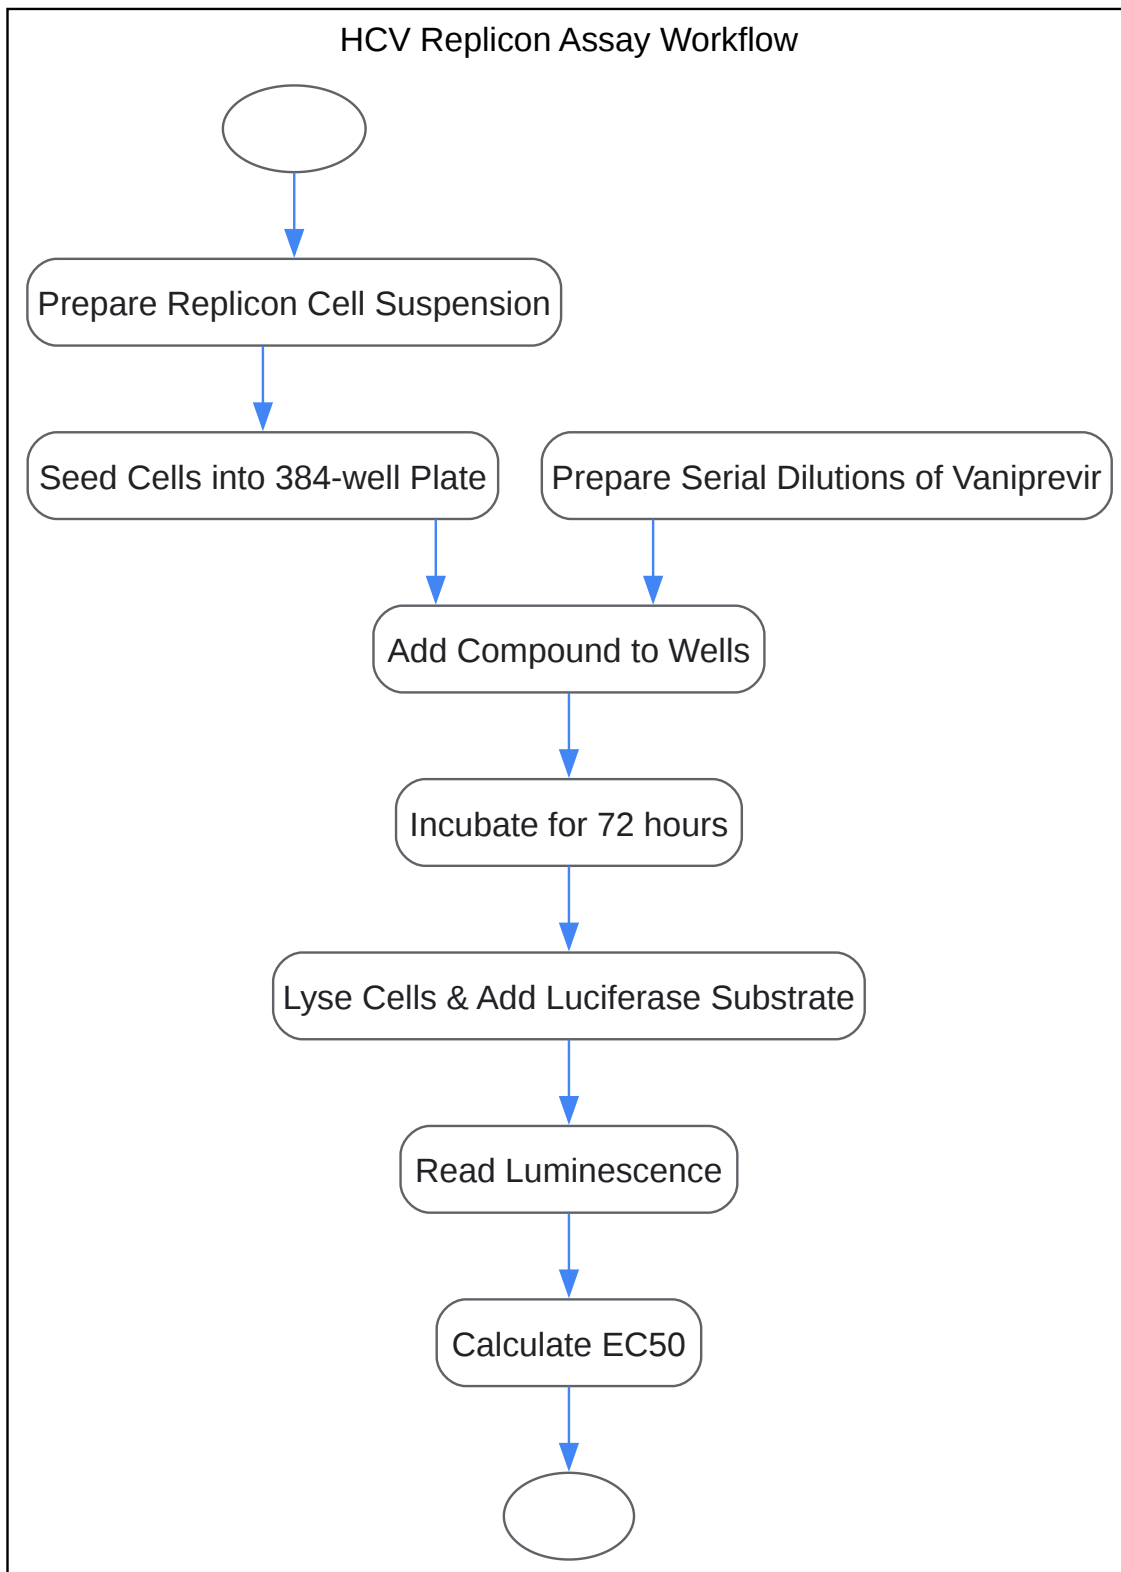 HCV Replicon Assay Workflow
Prepare Replicon Cell Suspension
Seed Cells into 384-well Plate
Prepare Serial Dilutions of Vaniprevir
Add Compound to Wells
Incubate for 72 hours
Lyse Cells & Add Luciferase Substrate
Read Luminescence
Calculate EC50